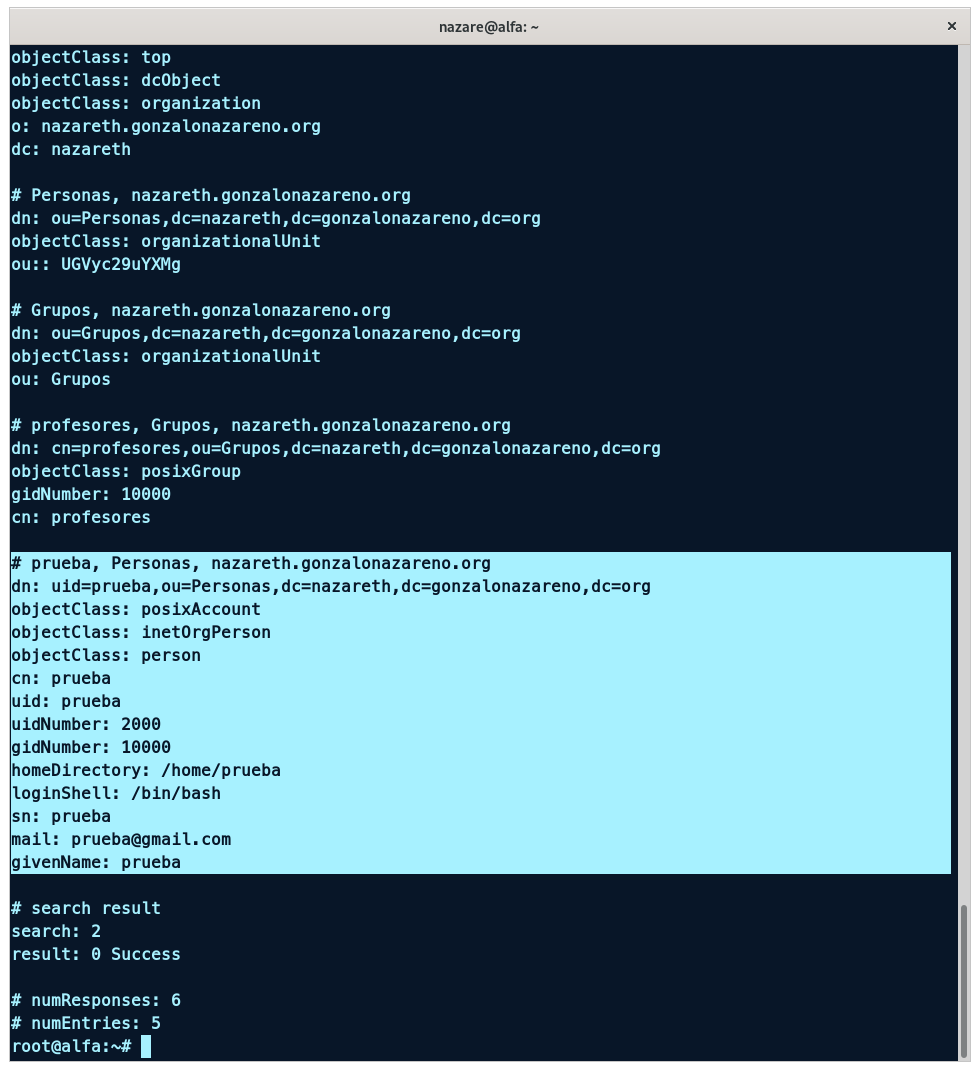 nazare@alfa: ~
×
objectClass: top
objectClass: dcObject
objectClass: organization
o: nazareth.gonzalonazareno.org
dc: nazareth
# Personas, nazareth.gonzalonazareno.org
dn: ou=Personas,dc=nazareth,dc=gonzalonazareno,dc=org
objectClass: organizationalUnit
ou:: UGVyc29uYXMg
# Grupos, nazareth.gonzalonazareno.org
dn: ou=Grupos,dc=nazareth,dc=gonzalonazareno,dc=org
objectClass: organizationalUnit
ou: Grupos
# profesores, Grupos, nazareth.gonzalonazareno.org
dn: cn=profesores,ou=Grupos,dc=nazareth,dc=gonzalonazareno,dc=org
objectClass: posixGroup
gidNumber: 10000
cn: profesores
# prueba, Personas, nazareth.gonzalonazareno.org
dn: uid=prueba,ou=Personas,dc=nazareth,dc=gonzalonazareno,dc=org
objectClass: posixAccount
objectClass: inetOrgPerson
objectClass: person
cn: prueba
uid: prueba
uidNumber: 2000
gidNumber: 10000
homeDirectory: /home/prueba
loginShell: /bin/bash
sn: prueba
mail: prueba@gmail.com
givenName: prueba
# search result
search: 2
result: 0 Success
# numResponses: 6
# numEntries: 5
root@alfa:~#